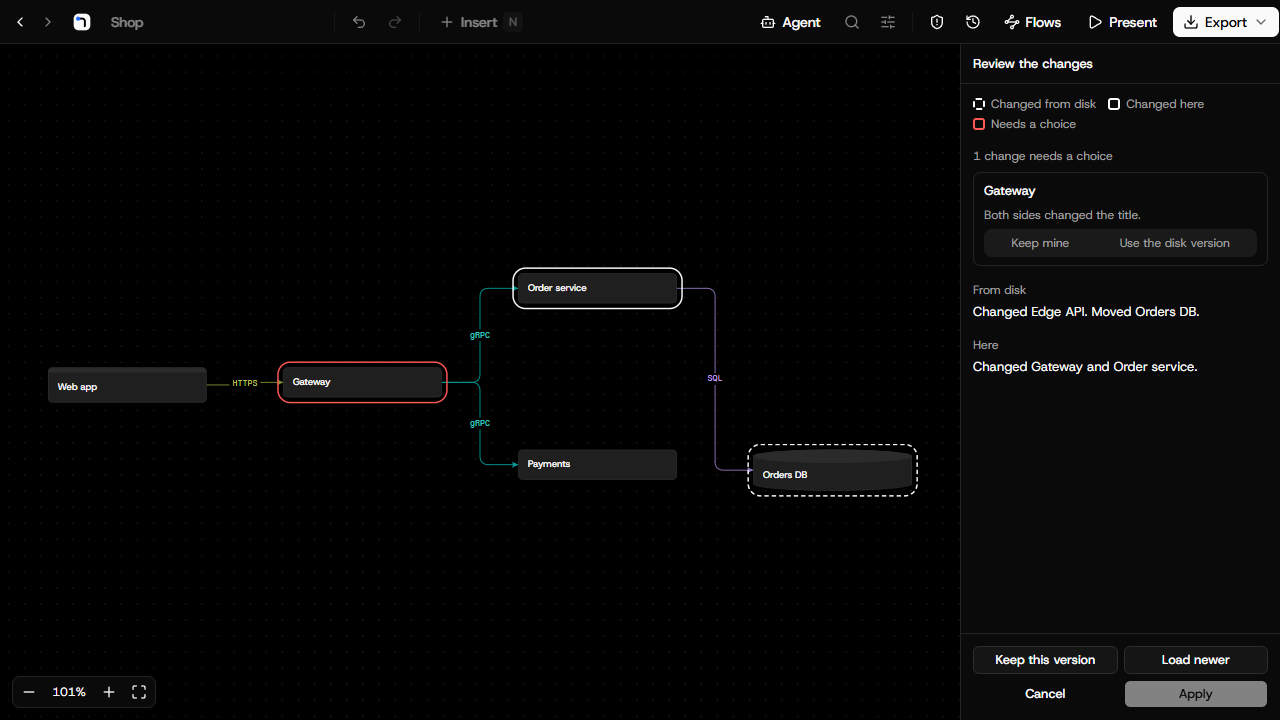 Shop
Insert N
Agent
Flows
Present
Export
Review the changes
Changed from disk
Changed here
Needs a choice
1 change needs a choice
Gateway
Both sides changed the title.
Keep mine
Use the disk version
From disk
Changed Edge API. Moved Orders DB.
Here
Changed Gateway and Order service.
Order service
gRPC
Web app
HTTPS
Gateway
SQL
gRPC
Payments
Orders DB
Keep this version
Load newer
Cancel
Apply
101%